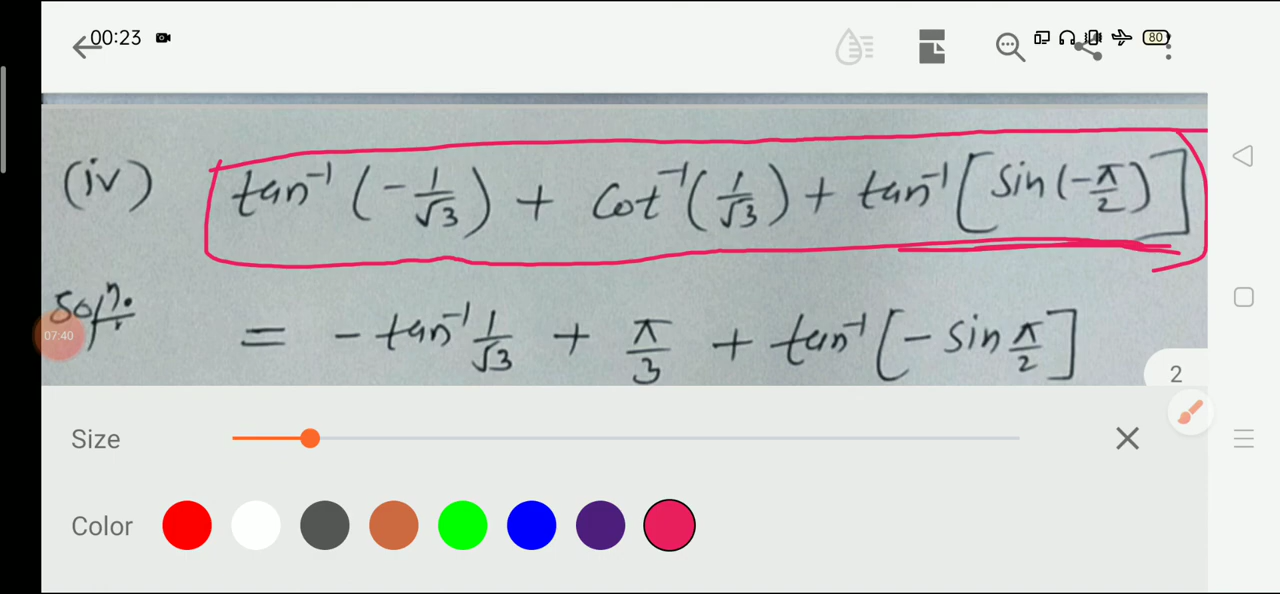 00:23
80
(iv) tan⁻¹(-1/√3) + Cot⁻¹(1/√3) + tan⁻¹[Sin(-π/2)]
Solⁿ.
07:40
= - tan⁻¹ 1/√3 + π/3 + tan⁻¹[- Sin π/2]
2
Size
Color